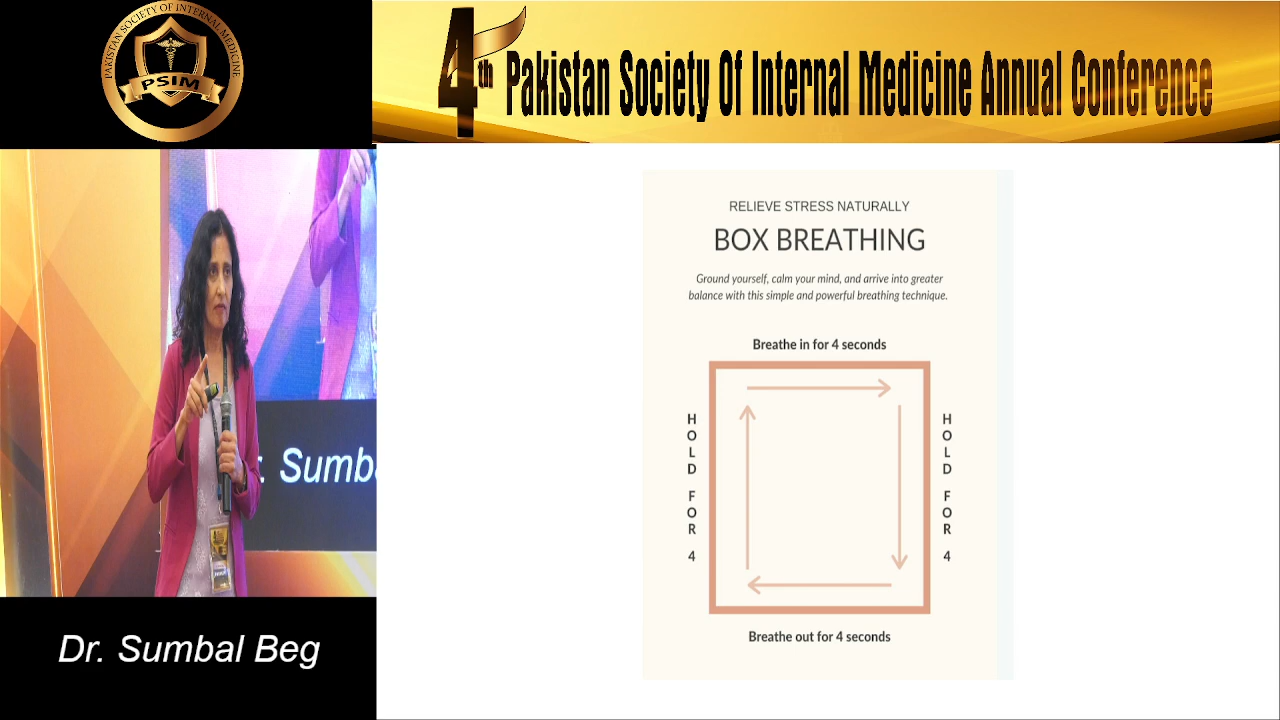 PAKISTAN SOCIETY OF INTERNAL MEDICINE
PSIM
4th Pakistan Society Of Internal Medicine Annual Conference
RELIEVE STRESS NATURALLY
BOX BREATHING
Ground yourself, calm your mind, and arrive into greater
balance with this simple and powerful breathing technique.
Breathe in for 4 seconds
HOLD FOR 4
HOLD FOR 4
Breathe out for 4 seconds
Dr. Sumbal Beg